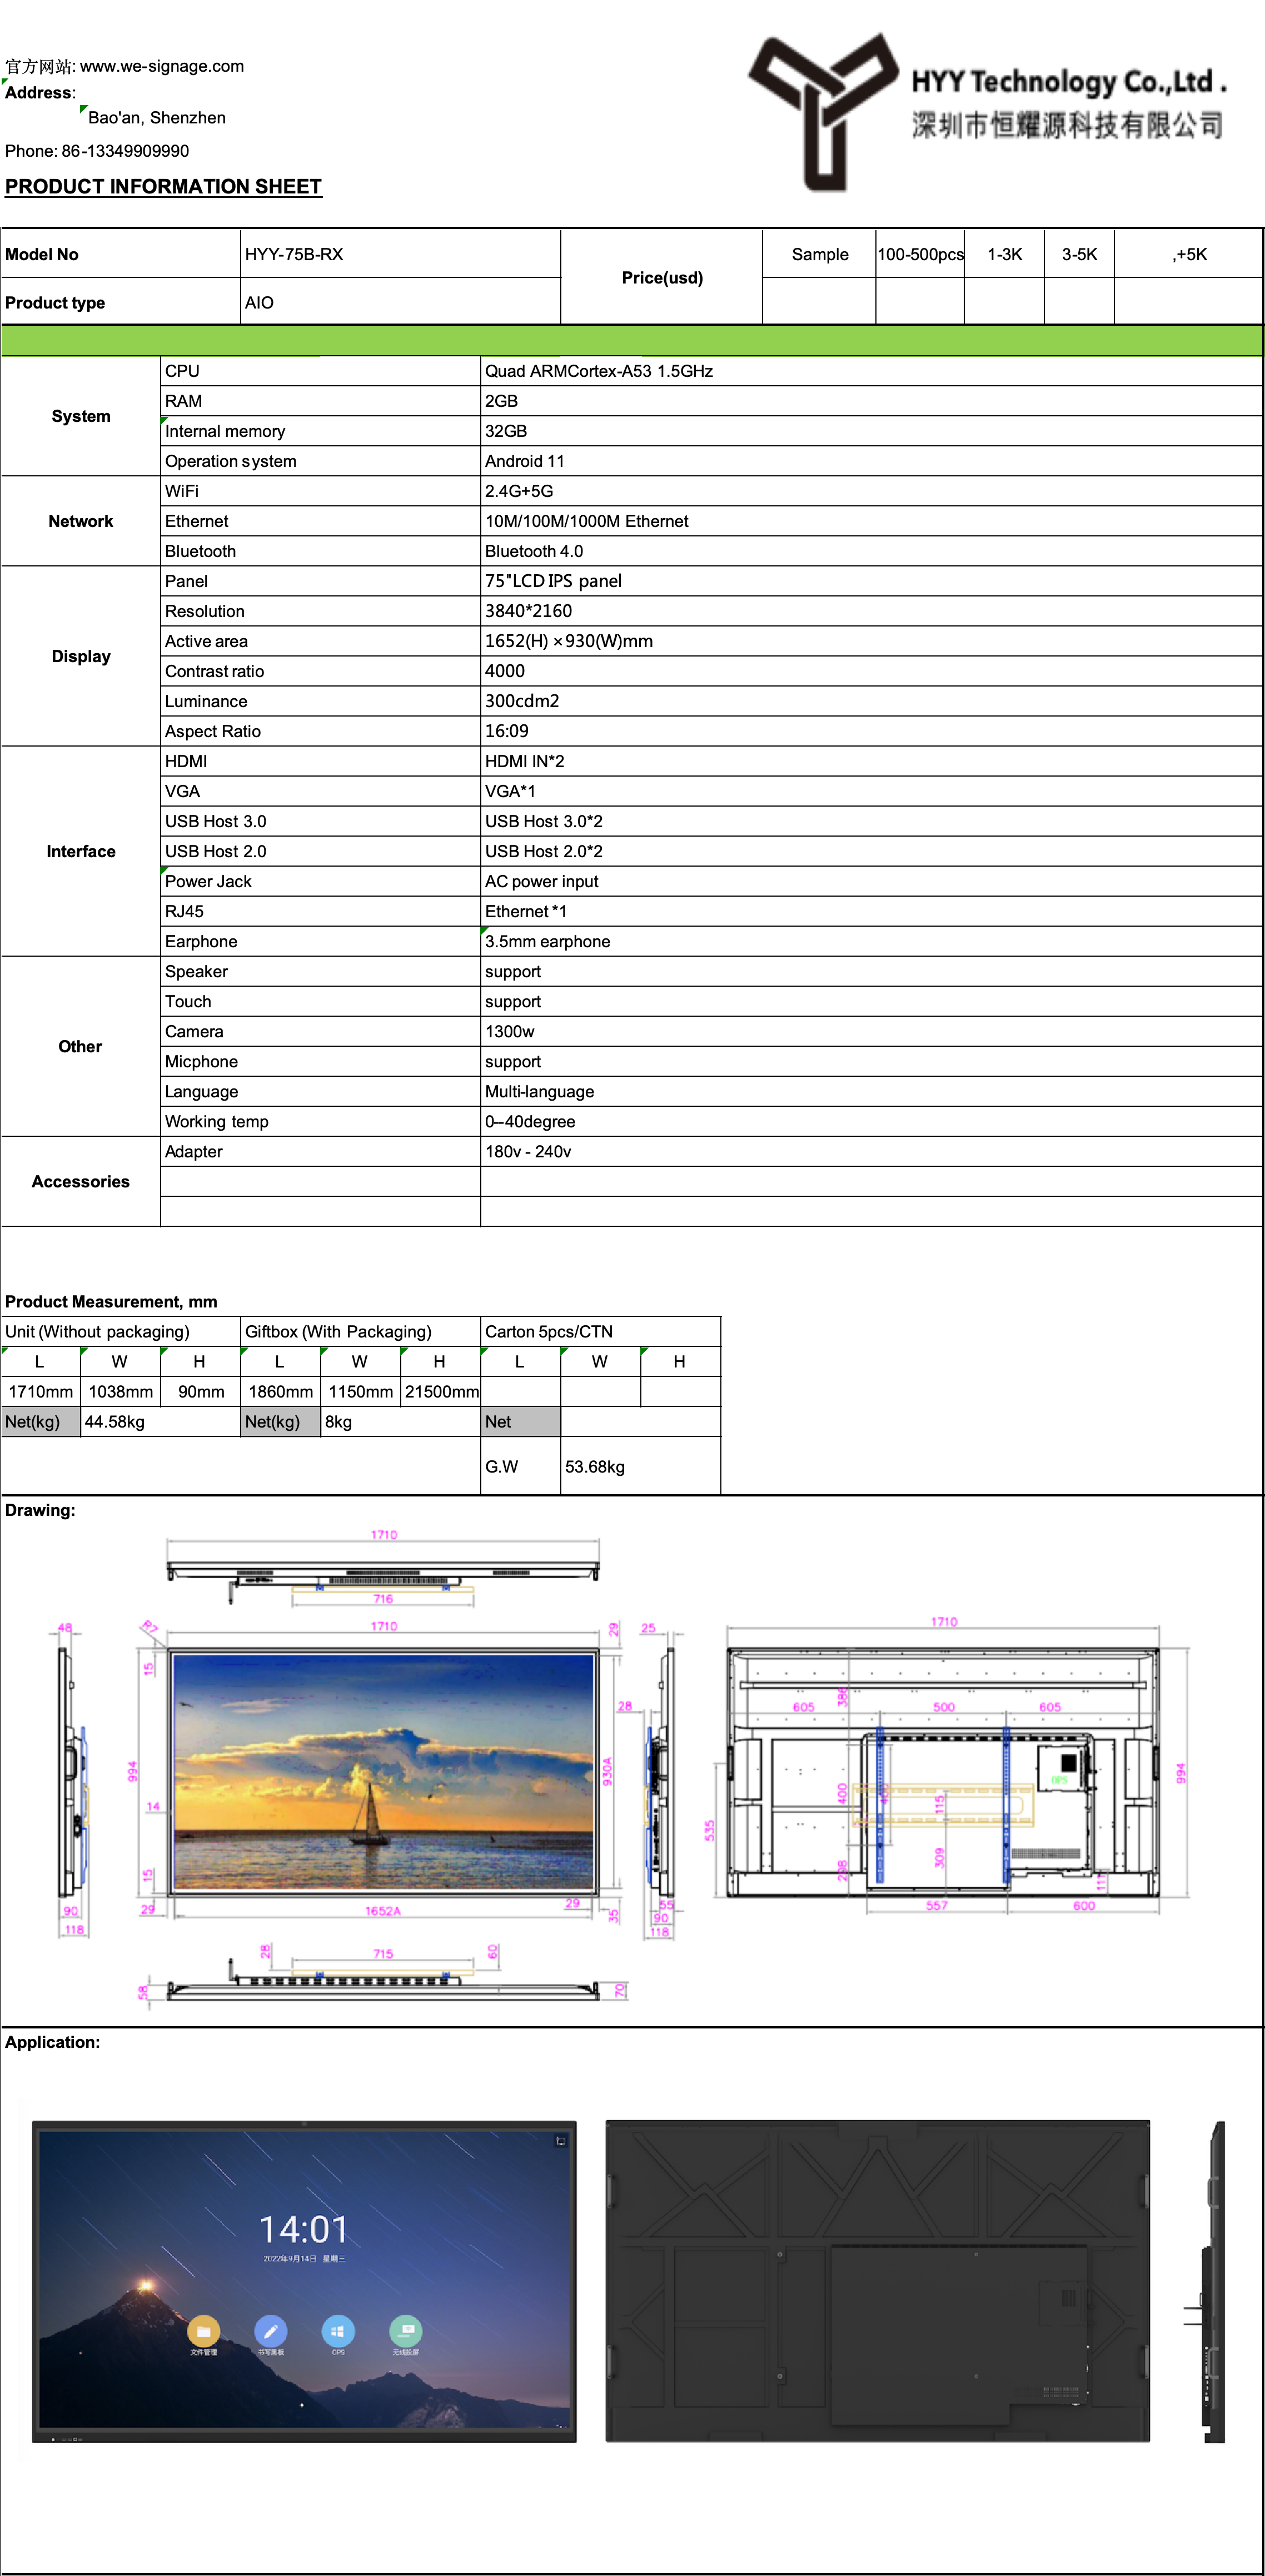 官方网站: www.we-signage.com
Address:
Bao'an, Shenzhen
Phone: 86-13349909990
PRODUCT INFORMATION SHEET
HYY Technology Co.,Ltd .
深圳市恒耀源科技有限公司
Model No HYY-75B-RX Price(usd) Sample 100-500pcs 1-3K 3-5K ,+5K
Product type AIO
System
CPU Quad ARMCortex-A53 1.5GHz
RAM 2GB
Internal memory 32GB
Operation system Android 11
Network
WiFi 2.4G+5G
Ethernet 10M/100M/1000M Ethernet
Bluetooth Bluetooth 4.0
Display
Panel 75"LCD IPS panel
Resolution 3840*2160
Active area 1652(H) ×930(W)mm
Contrast ratio 4000
Luminance 300cdm2
Aspect Ratio 16:09
Interface
HDMI HDMI IN*2
VGA VGA*1
USB Host 3.0 USB Host 3.0*2
USB Host 2.0 USB Host 2.0*2
Power Jack AC power input
RJ45 Ethernet *1
Earphone 3.5mm earphone
Other
Speaker support
Touch support
Camera 1300w
Micphone support
Language Multi-language
Working temp 0--40degree
Accessories
Adapter 180v - 240v
Product Measurement, mm
Unit (Without packaging) Giftbox (With Packaging) Carton 5pcs/CTN
L W H L W H L W H
1710mm 1038mm 90mm 1860mm 1150mm 21500mm
Net(kg) 44.58kg Net(kg) 8kg Net
G.W 53.68kg
Drawing:
1710
716
48
R7
1710
29
25
1710
15
28
386
605 500 605
994
930A
994
OPS
14
400
400
115
535
15
298
309
111
90
118
29
1652A
29
35
55
90
118
557
600
28
715
60
58
70
Application:
14:01
2022年9月14日 星期三
文件管理 书写黑板 OPS 无线投屏